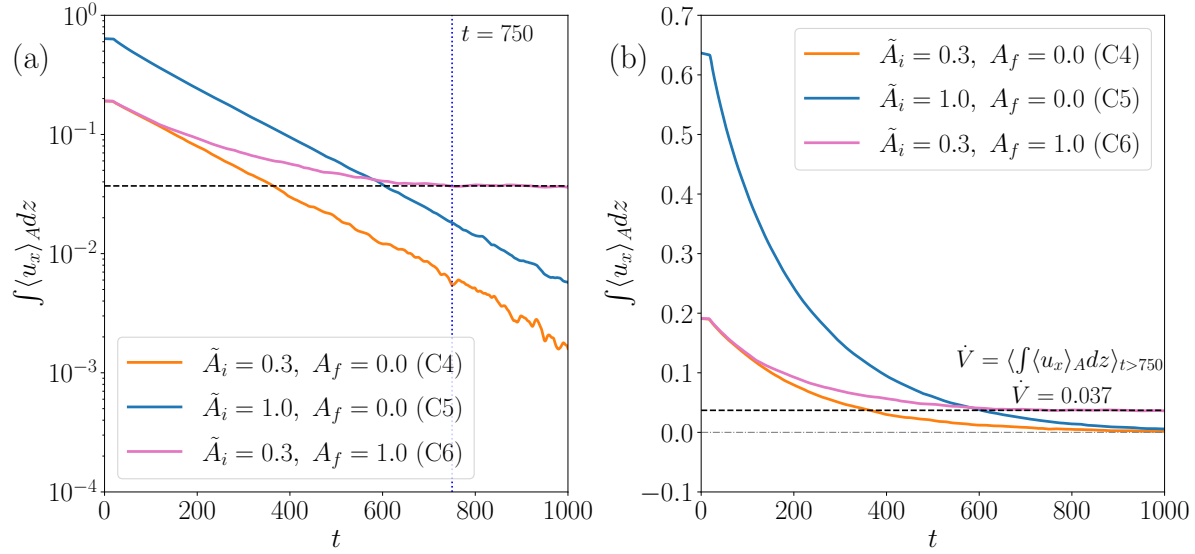 (a)
10⁰
10⁻¹
10⁻²
10⁻³
10⁻⁴
∫⟨u_x⟩_A dz
t = 750
Ã_i = 0.3, A_f = 0.0 (C4)
Ã_i = 1.0, A_f = 0.0 (C5)
Ã_i = 0.3, A_f = 1.0 (C6)
0 200 400 600 800 1000
t
(b)
0.7
0.6
0.5
0.4
0.3
0.2
0.1
0.0
−0.1
∫⟨u_x⟩_A dz
Ã_i = 0.3, A_f = 0.0 (C4)
Ã_i = 1.0, A_f = 0.0 (C5)
Ã_i = 0.3, A_f = 1.0 (C6)
V̇ = ⟨∫⟨u_x⟩_A dz⟩_{t>750}
V̇ = 0.037
0 200 400 600 800 1000
t